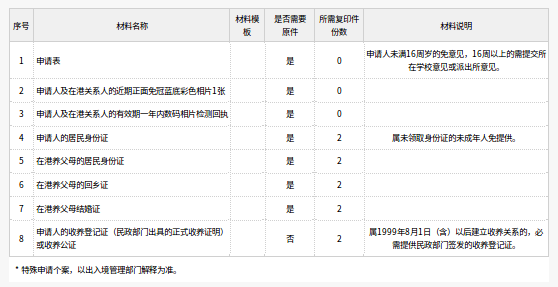 序号 材料名称 材料模板 是否需要原件 所需复印件份数 材料说明
1 申请表 是 0 申请人未满16周岁的免意见，16周以上的需提交所在学校意见或派出所意见。
2 申请人及在港关系人的近期正面免冠蓝底彩色相片1张 是 0
3 申请人及在港关系人的有效期一年内数码相片检测回执 是 0
4 申请人的居民身份证 是 2 属未领取身份证的未成年人免提供。
5 在港养父母的居民身份证 是 2
6 在港养父母的回乡证 是 2
7 在港养父母结婚证 是 2
8 申请人的收养登记证（民政部门出具的正式收养证明）或收养公证 否 2 属1999年8月1日（含）以后建立收养关系的，必需提供民政部门签发的收养登记证。
* 特殊申请个案，以出入境管理部门解释为准。